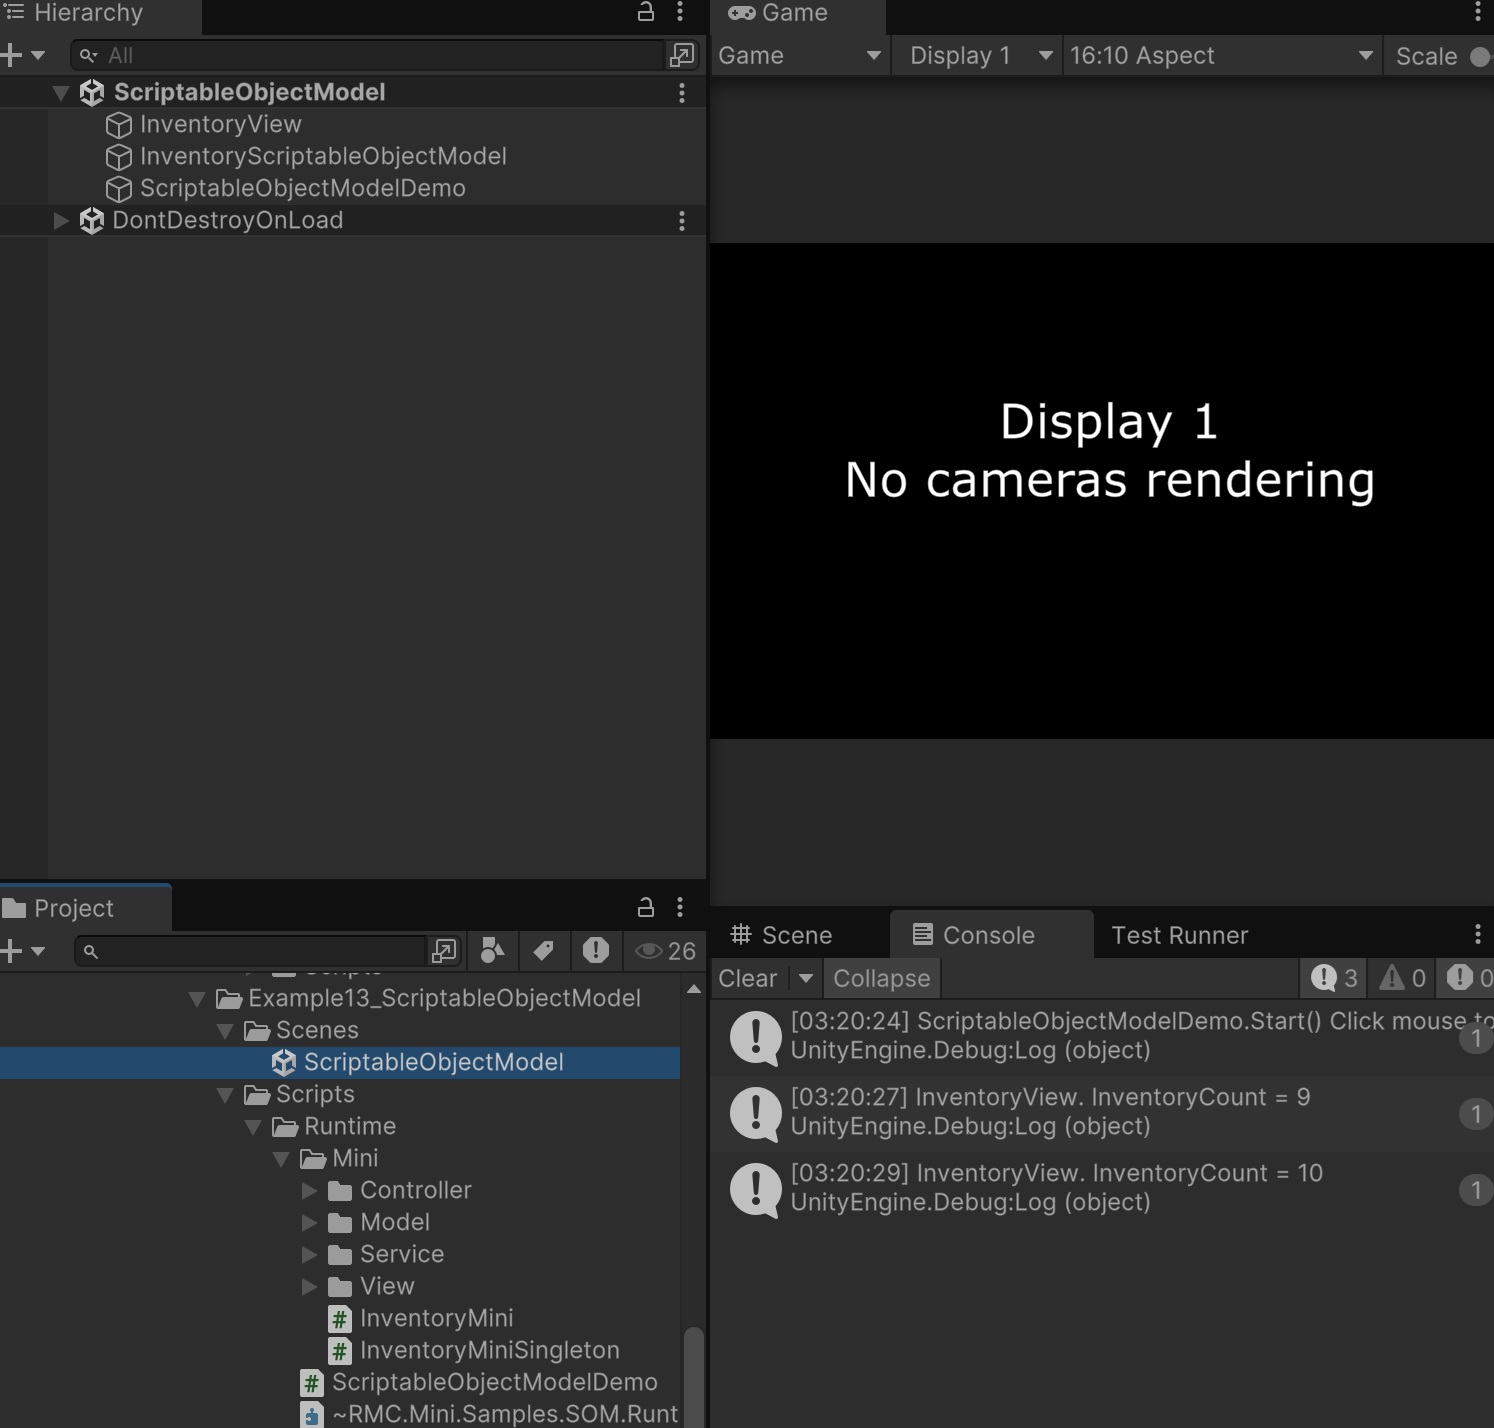 Hierarchy
All
ScriptableObjectModel
InventoryView
InventoryScriptableObjectModel
ScriptableObjectModelDemo
DontDestroyOnLoad
Game
Game Display 1 16:10 Aspect Scale
Display 1
No cameras rendering
Project
26
Scripts
Example13_ScriptableObjectModel
Scenes
ScriptableObjectModel
Scripts
Runtime
Mini
Controller
Model
Service
View
InventoryMini
InventoryMiniSingleton
ScriptableObjectModelDemo
~RMC.Mini.Samples.SOM.Runt
Scene Console Test Runner
Clear Collapse 3 0 0
[03:20:24] ScriptableObjectModelDemo.Start() Click mouse to
UnityEngine.Debug:Log (object)
1
[03:20:27] InventoryView. InventoryCount = 9
UnityEngine.Debug:Log (object)
1
[03:20:29] InventoryView. InventoryCount = 10
UnityEngine.Debug:Log (object)
1